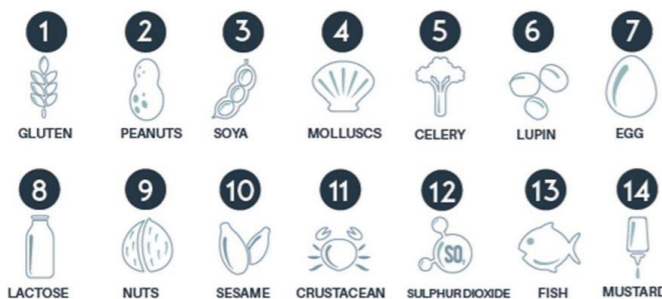 1 2 3 4 5 6 7
GLUTEN PEANUTS SOYA MOLLUSCS CELERY LUPIN EGG
8 9 10 11 12 13 14
SO₂
LACTOSE NUTS SESAME CRUSTACEAN SULPHUR DIOXIDE FISH MUSTARD